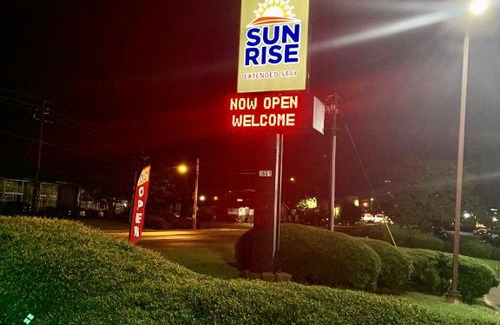 SUN
RISE
EXTENDED STAY
NOW OPEN
WELCOME
OPEN